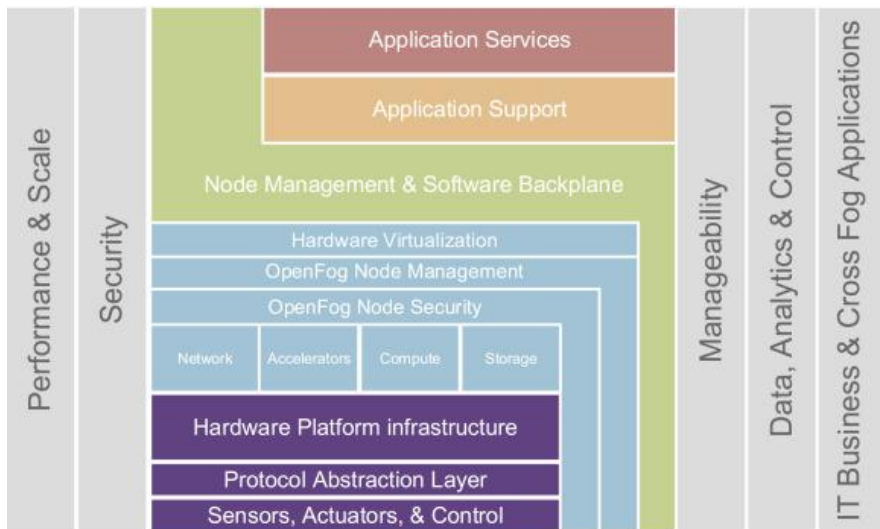 Performance & Scale
Security
Application Services
Application Support
Node Management & Software Backplane
Hardware Virtualization
OpenFog Node Management
OpenFog Node Security
Network
Accelerators
Compute
Storage
Hardware Platform infrastructure
Protocol Abstraction Layer
Sensors, Actuators, & Control
Manageability
Data, Analytics & Control
IT Business & Cross Fog Applications